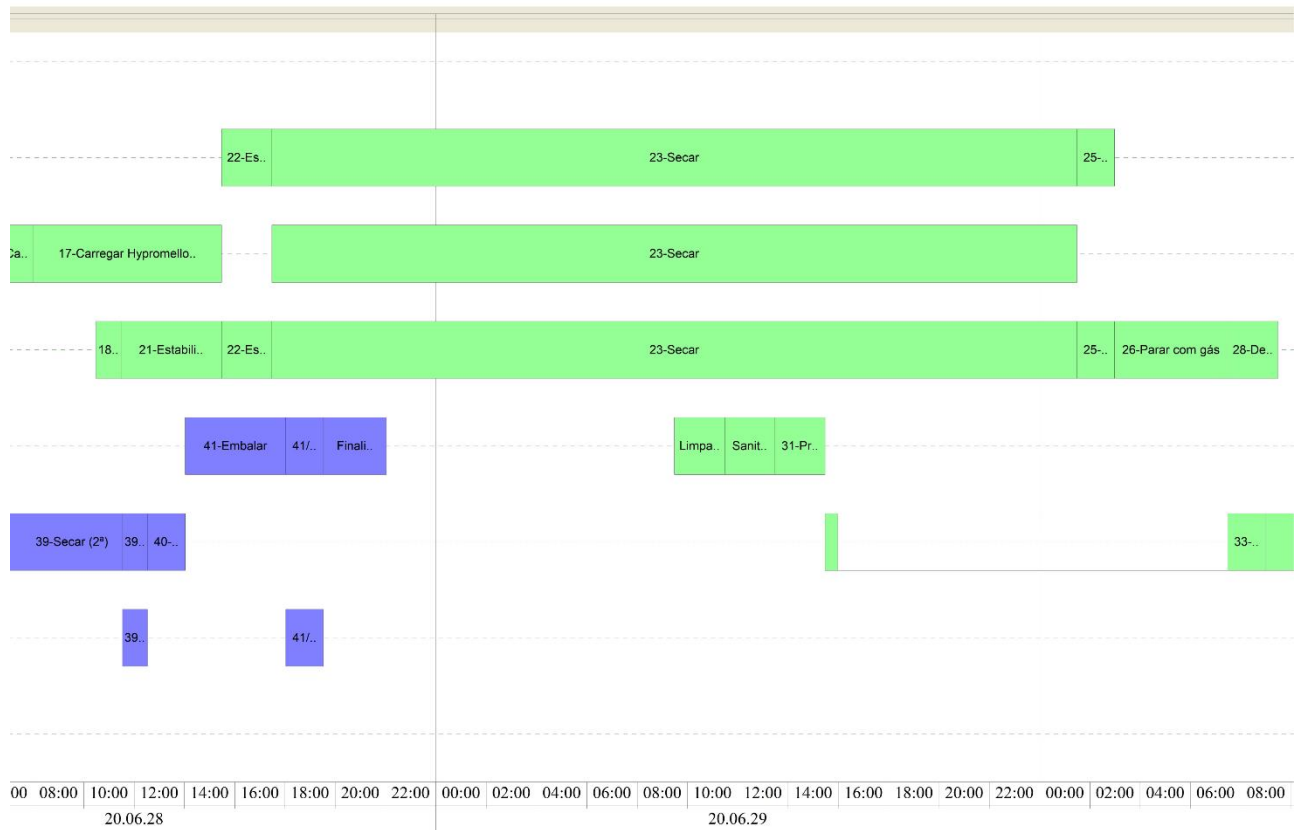 22-Es.. 23-Secar 25-..
Ca.. 17-Carregar Hypromello.. 23-Secar
18.. 21-Estabili.. 22-Es.. 23-Secar 25-.. 26-Parar com gás 28-De..
41-Embalar 41/.. Finali.. Limpa.. Sanit.. 31-Pr..
39-Secar (2ª) 39.. 40-.. 33-..
39.. 41/..
00 08:00 10:00 12:00 14:00 16:00 18:00 20:00 22:00 00:00 02:00 04:00 06:00 08:00 10:00 12:00 14:00 16:00 18:00 20:00 22:00 00:00 02:00 04:00 06:00 08:00
20.06.28 20.06.29